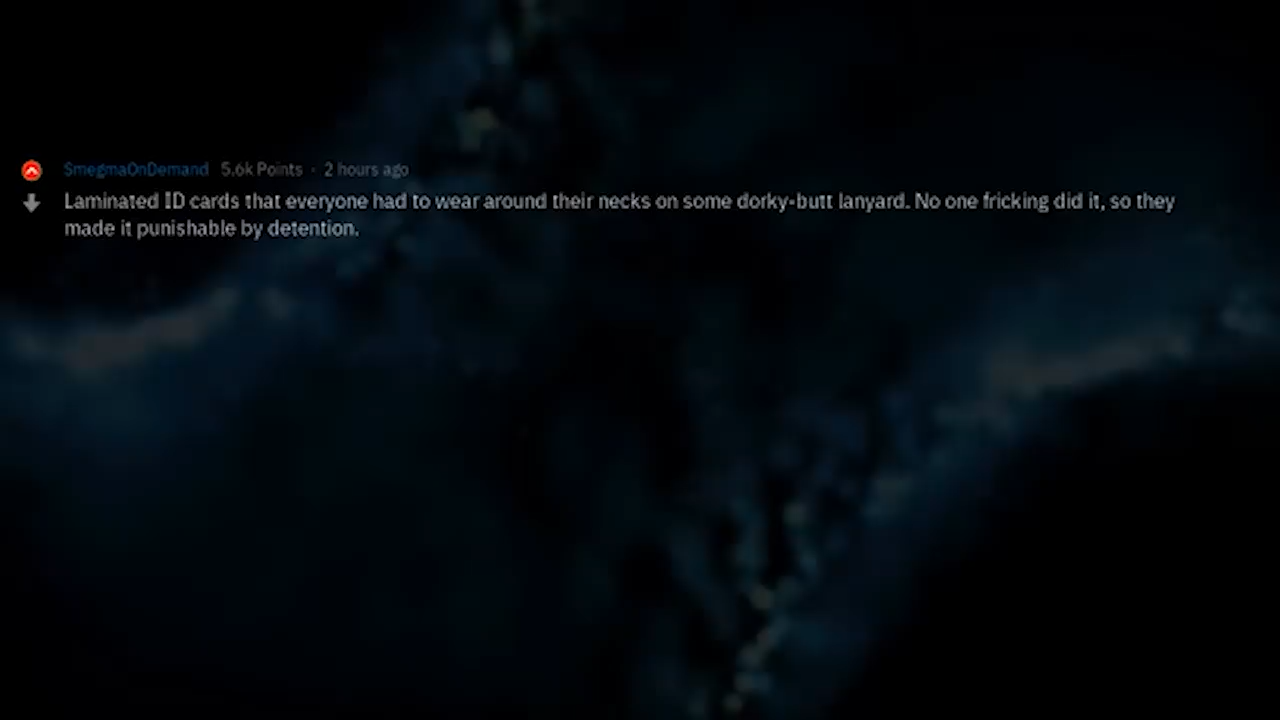 SmegmaOnDemand 5.6k Points · 2 hours ago
Laminated ID cards that everyone had to wear around their necks on some dorky-butt lanyard. No one fricking did it, so they
made it punishable by detention.